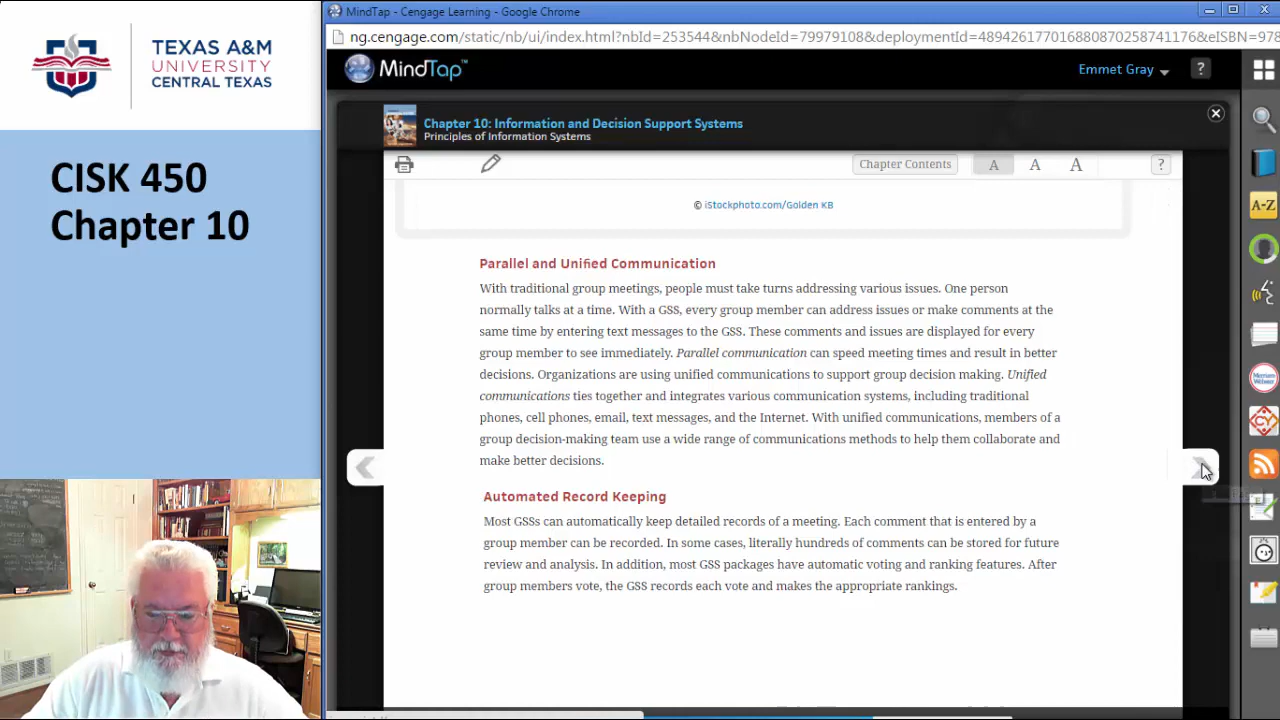 TEXAS A&M
UNIVERSITY
CENTRAL TEXAS
CISK 450
Chapter 10
MindTap - Cengage Learning - Google Chrome
ng.cengage.com/static/nb/ui/index.html?nbId=253544&nbNodeId=79979108&deploymentId=4894261770168807025874117 6&eISBN=978
MindTap™
Emmet Gray
?
Chapter 10: Information and Decision Support Systems
Principles of Information Systems
Chapter Contents
A
A
A
?
© iStockphoto.com/Golden KB
Parallel and Unified Communication
With traditional group meetings, people must take turns addressing various issues. One person
normally talks at a time. With a GSS, every group member can address issues or make comments at the
same time by entering text messages to the GSS. These comments and issues are displayed for every
group member to see immediately. Parallel communication can speed meeting times and result in better
decisions. Organizations are using unified communications to support group decision making. Unified
communications ties together and integrates various communication systems, including traditional
phones, cell phones, email, text messages, and the Internet. With unified communications, members of a
group decision-making team use a wide range of communications methods to help them collaborate and
make better decisions.
Automated Record Keeping
Most GSSs can automatically keep detailed records of a meeting. Each comment that is entered by a
group member can be recorded. In some cases, literally hundreds of comments can be stored for future
review and analysis. In addition, most GSS packages have automatic voting and ranking features. After
group members vote, the GSS records each vote and makes the appropriate rankings.
A-Z
Merriam
Webster